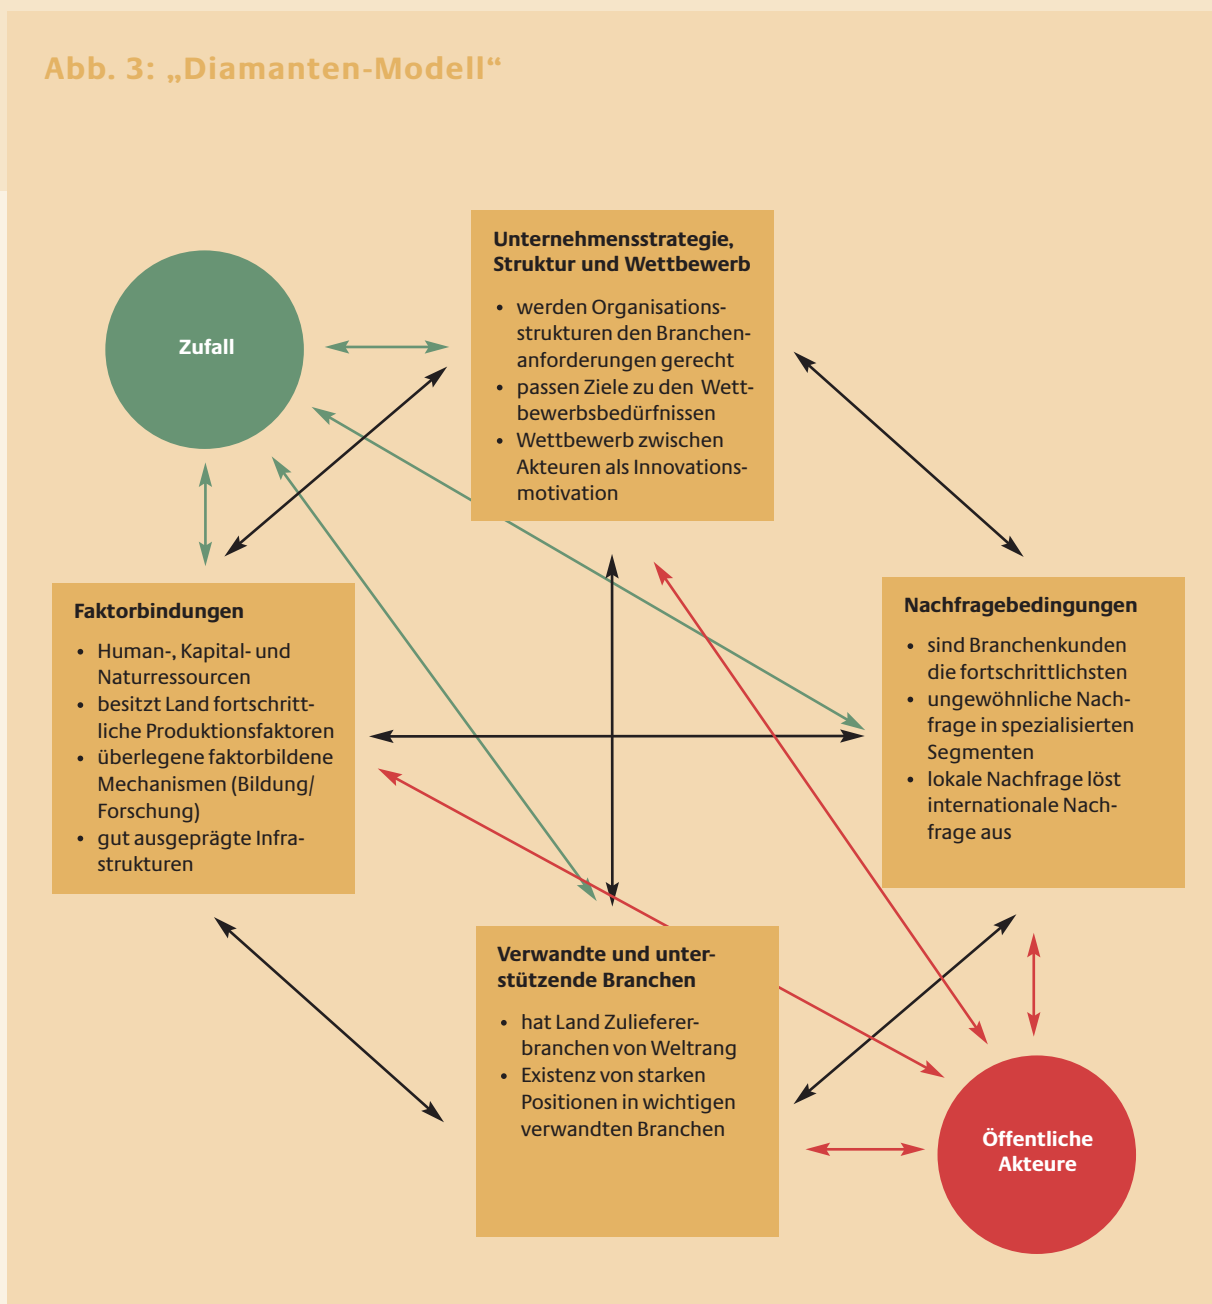 Abb. 3: „Diamanten-Modell“
Unternehmensstrategie,
Struktur und Wettbewerb
• werden Organisations-
strukturen den Branchen-
anforderungen gerecht
• passen Ziele zu den Wett-
bewerbsbedürfnissen
• Wettbewerb zwischen
Akteuren als Innovations-
motivation
Zufall
Faktorbindungen
• Human-, Kapital- und
Naturressourcen
• besitzt Land fortschritt-
liche Produktionsfaktoren
• überlegene faktorbildene
Mechanismen (Bildung/
Forschung)
• gut ausgeprägte Infra-
strukturen
Nachfragebedingungen
• sind Branchenkunden
die fortschrittlichsten
• ungewöhnliche Nach-
frage in spezialisierten
Segmenten
• lokale Nachfrage löst
internationale Nach-
frage aus
Verwandte und unter-
stützende Branchen
• hat Land Zulieferer-
branchen von Weltrang
• Existenz von starken
Positionen in wichtigen
verwandten Branchen
Öffentliche
Akteure